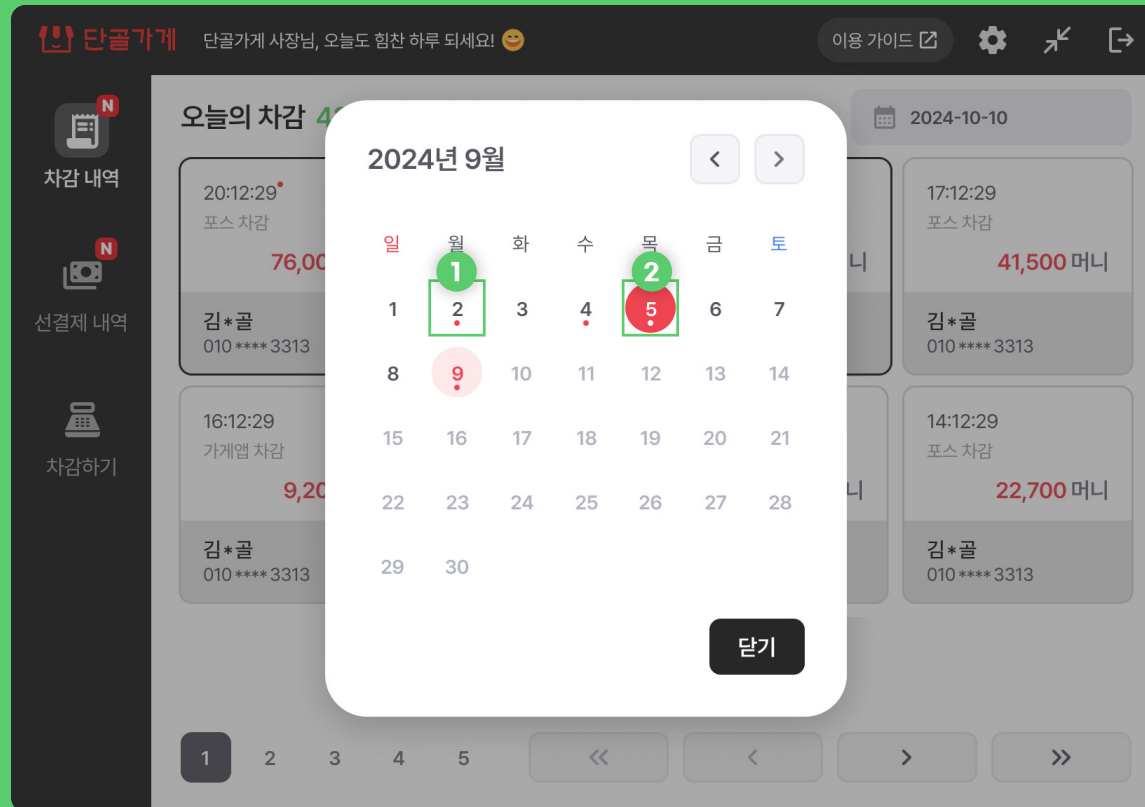 단골가게 단골가게 사장님, 오늘도 힘찬 하루 되세요! 😄 이용 가이드
N
차감 내역
N
선결제 내역
차감하기
오늘의 차감 4
2024-10-10
20:12:29
포스 차감
76,00
김*골
010 **** 3313
니
17:12:29
포스 차감
41,500 머니
김*골
010 **** 3313
16:12:29
가게앱 차감
9,20
김*골
010 **** 3313
니
14:12:29
포스 차감
22,700 머니
김*골
010 **** 3313
2024년 9월
일 월 화 수 목 금 토
1 2
1 2 3 4 5 6 7
8 9 10 11 12 13 14
15 16 17 18 19 20 21
22 23 24 25 26 27 28
29 30
닫기
1 2 3 4 5